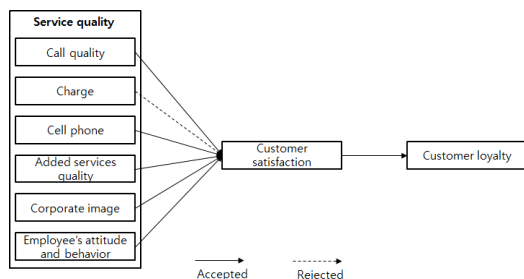 Service quality
Call quality
Charge
Cell phone
Added services
quality
Corporate image
Employee's attitude
and behavior
Customer
satisfaction
Customer loyalty
Accepted
Rejected